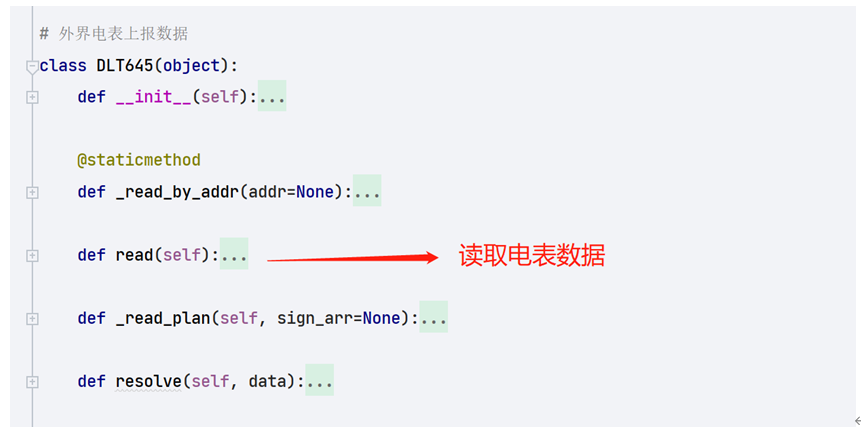 # 外界电表上报数据
class DLT645(object):
def __init__(self):...
@staticmethod
def _read_by_addr(addr=None):...
def read(self):... 读取电表数据
def _read_plan(self, sign_arr=None):...
def resolve(self, data):...